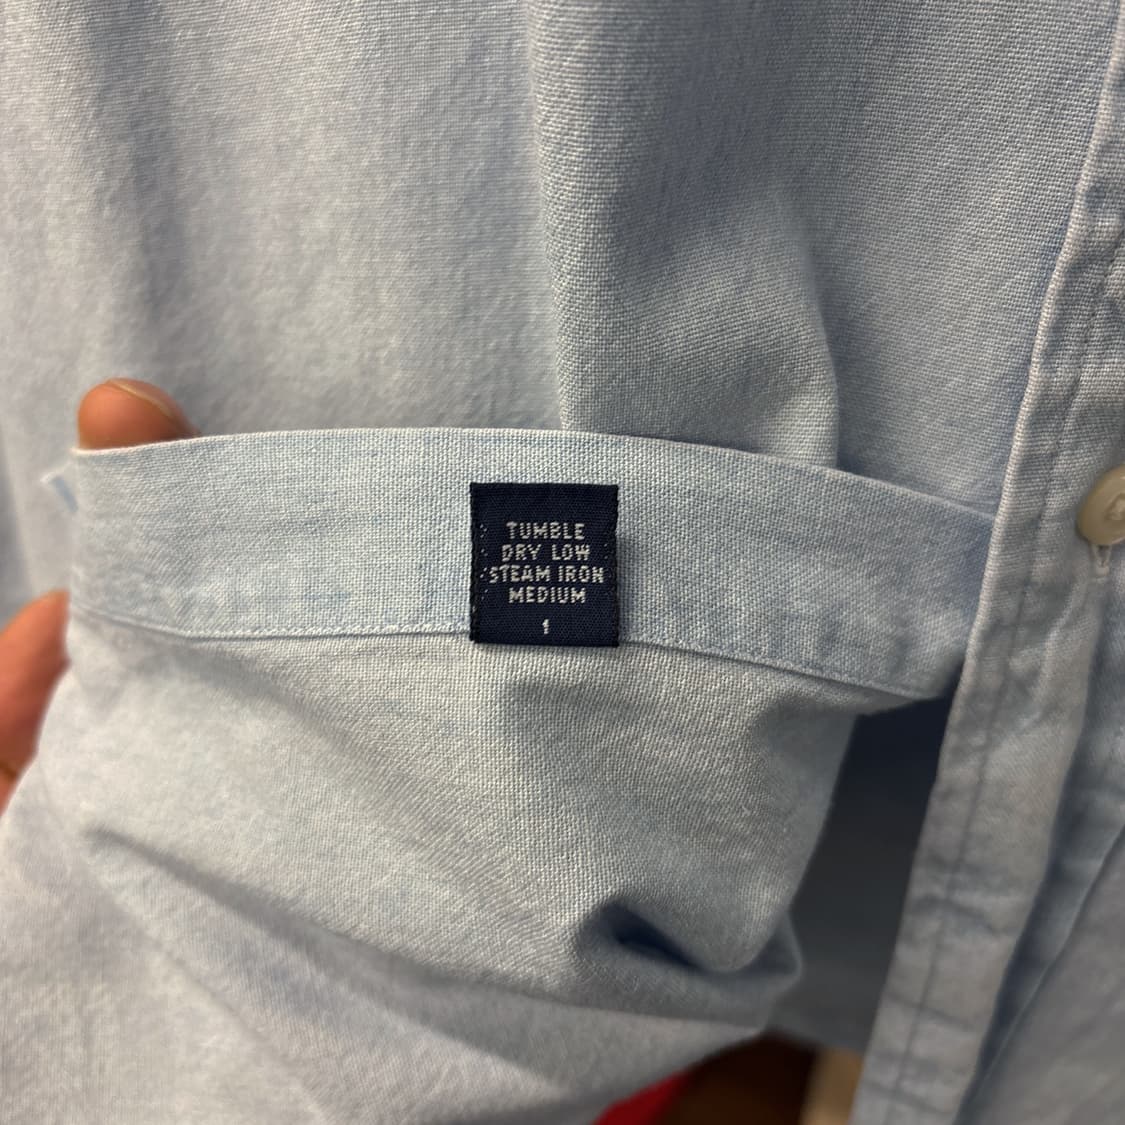 TUMBLE
DRY LOW
STEAM IRON
MEDIUM
1